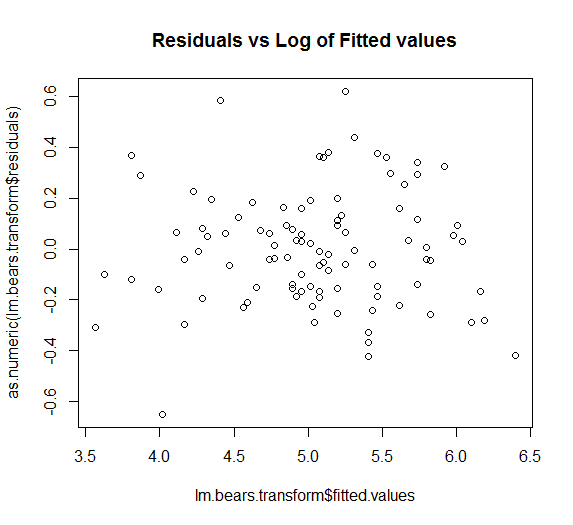 Residuals vs Log of Fitted values
as.numeric(lm.bears.transform$residuals)
0.6
0.4
0.2
0.0
-0.2
-0.4
-0.6
3.5 4.0 4.5 5.0 5.5 6.0 6.5
lm.bears.transform$fitted.values